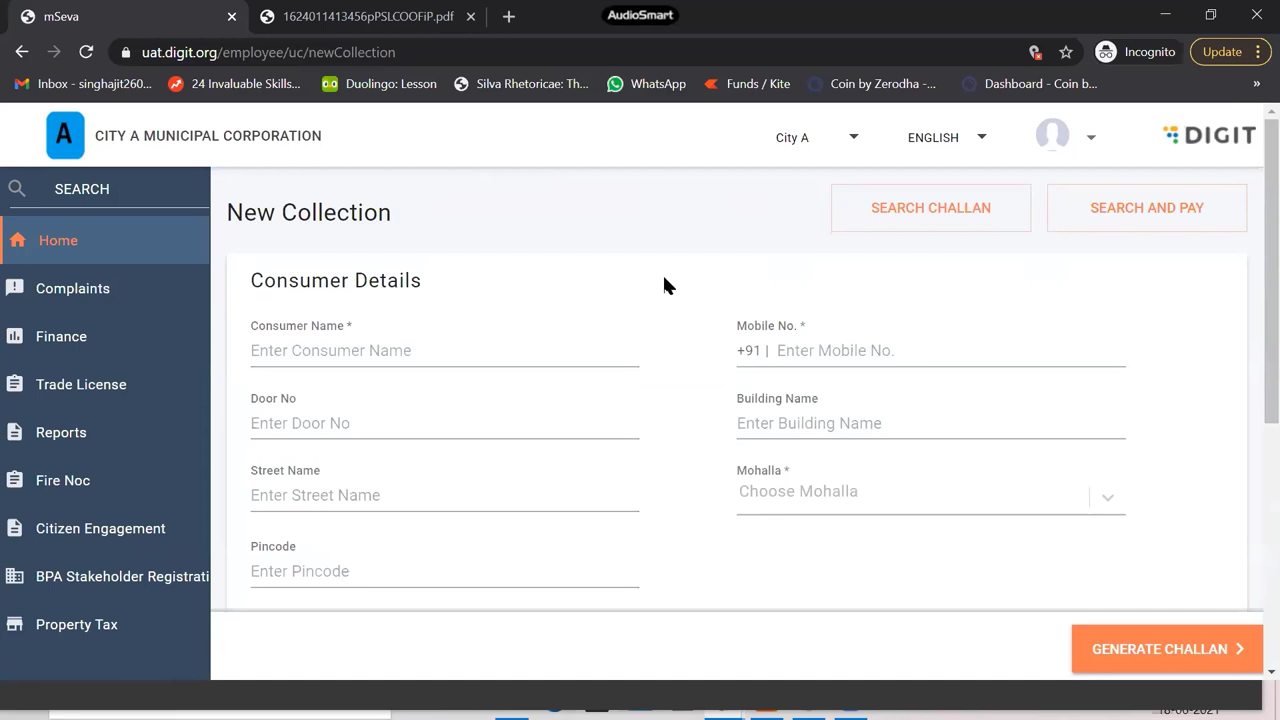 mSeva
1624011413456pPSLCOOFiP.pdf
AudioSmart
uat.digit.org/employee/uc/newCollection
Incognito
Update
Inbox - singhajit260...
24 Invaluable Skills...
Duolingo: Lesson
Silva Rhetoricae: Th...
WhatsApp
Funds / Kite
Coin by Zerodha -...
Dashboard - Coin b...
»
A
CITY A MUNICIPAL CORPORATION
City A
ENGLISH
DIGIT
SEARCH
Home
Complaints
Finance
Trade License
Reports
Fire Noc
Citizen Engagement
BPA Stakeholder Registrati
Property Tax
New Collection
SEARCH CHALLAN
SEARCH AND PAY
Consumer Details
Consumer Name *
Enter Consumer Name
Mobile No. *
+91 | Enter Mobile No.
Door No
Enter Door No
Building Name
Enter Building Name
Street Name
Enter Street Name
Mohalla *
Choose Mohalla
Pincode
Enter Pincode
GENERATE CHALLAN